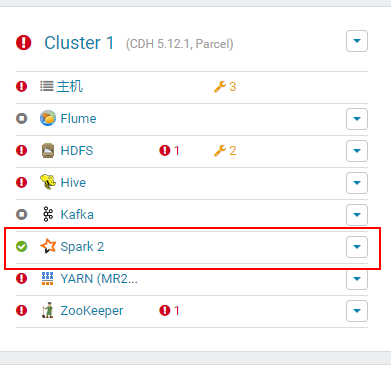 Cluster 1 (CDH 5.12.1, Parcel)
主机 3
Flume
HDFS 1 2
Hive
Kafka
Spark 2
YARN (MR2...
ZooKeeper 1